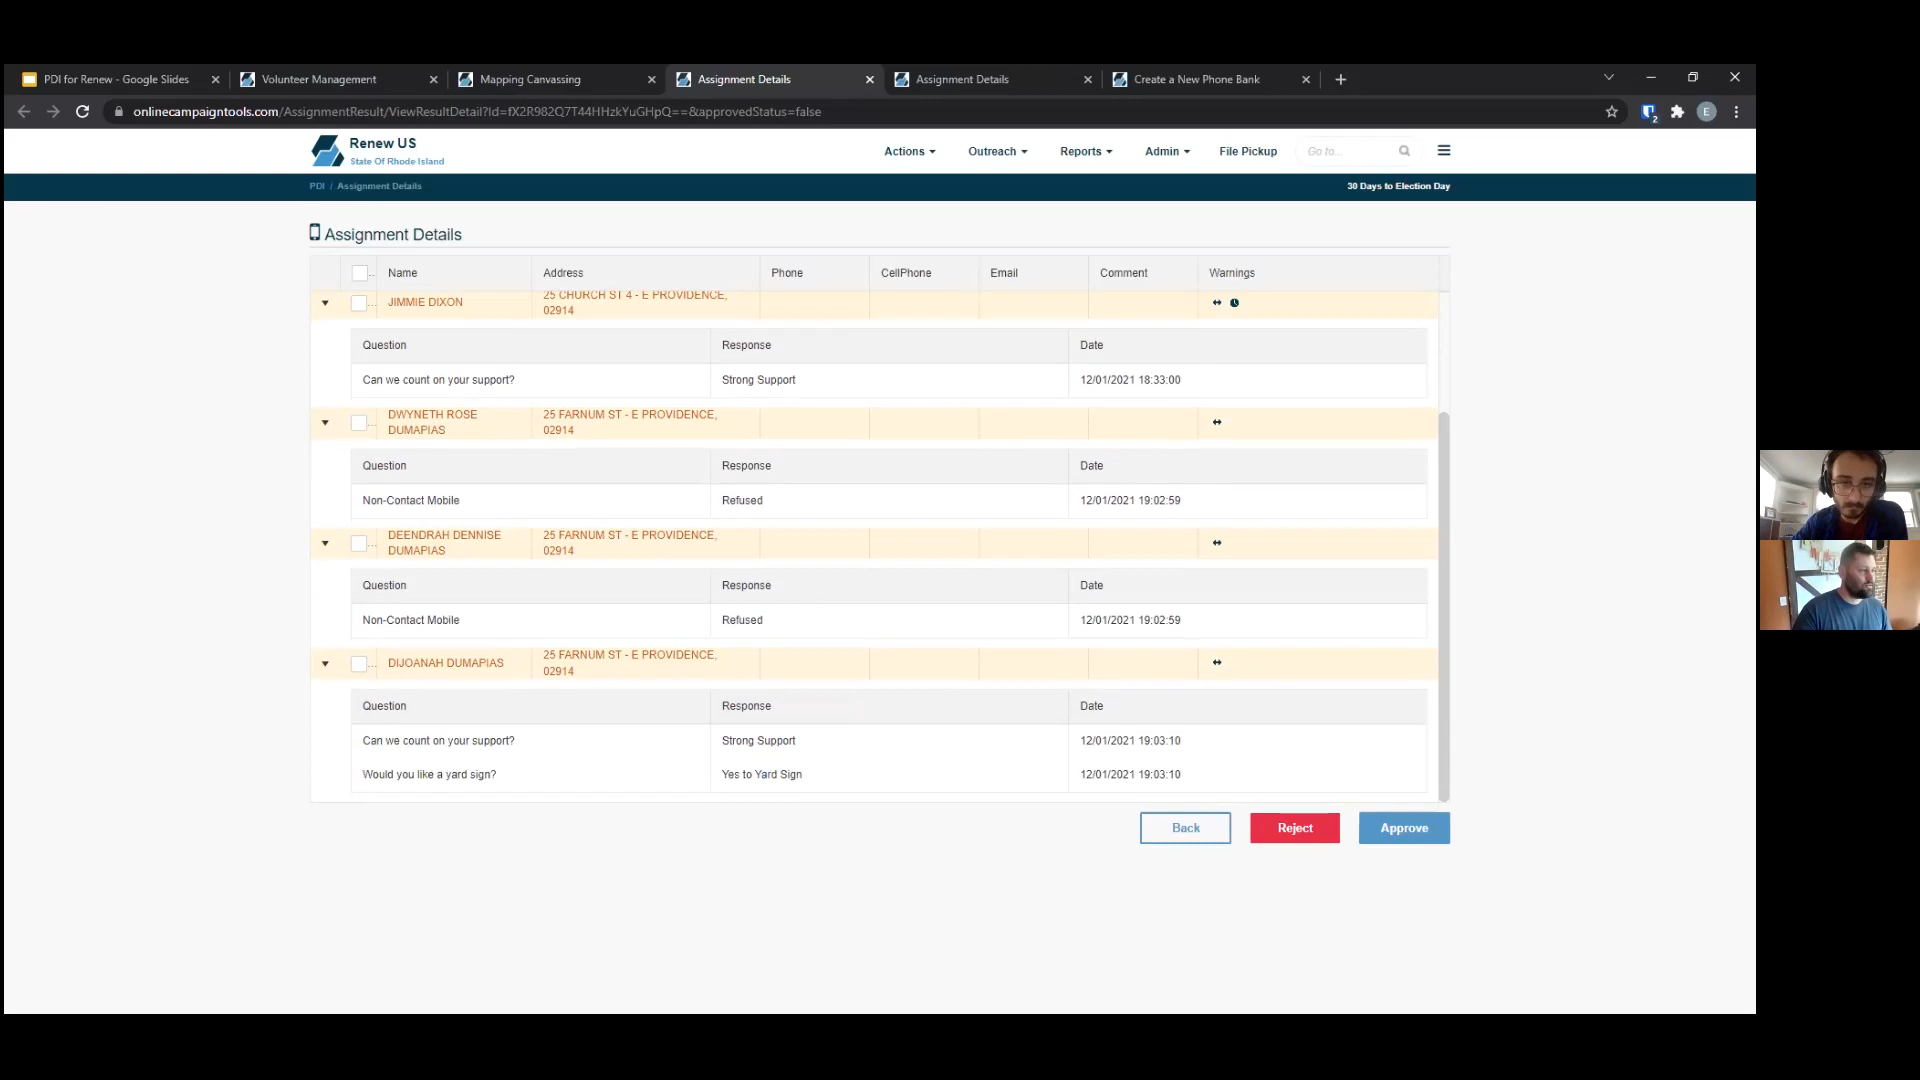 PDI for Renew - Google Slides
Volunteer Management
Mapping Canvassing
Assignment Details
Assignment Details
Create a New Phone Bank
onlinecampaigntools.com/AssignmentResult/ViewResultDetail?Id=fX2R982Q7T44HHzkYuGHpQ==&approvedStatus=false
2
E
Renew US
State Of Rhode Island
Actions
Outreach
Reports
Admin
File Pickup
Go to...
PDI / Assignment Details
30 Days to Election Day
Assignment Details
Name Address Phone CellPhone Email Comment Warnings
JIMMIE DIXON
25 CHURCH ST 4 - E PROVIDENCE,
02914
Question Response Date
Can we count on your support? Strong Support 12/01/2021 18:33:00
DWYNETH ROSE
DUMAPIAS
25 FARNUM ST - E PROVIDENCE,
02914
Question Response Date
Non-Contact Mobile Refused 12/01/2021 19:02:59
DEENDRAH DENNISE
DUMAPIAS
25 FARNUM ST - E PROVIDENCE,
02914
Question Response Date
Non-Contact Mobile Refused 12/01/2021 19:02:59
DIJOANAH DUMAPIAS
25 FARNUM ST - E PROVIDENCE,
02914
Question Response Date
Can we count on your support? Strong Support 12/01/2021 19:03:10
Would you like a yard sign? Yes to Yard Sign 12/01/2021 19:03:10
Back
Reject
Approve